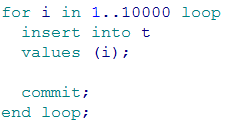 for i in 1..10000 loop
  insert into t
  values (i);

  commit;
end loop;